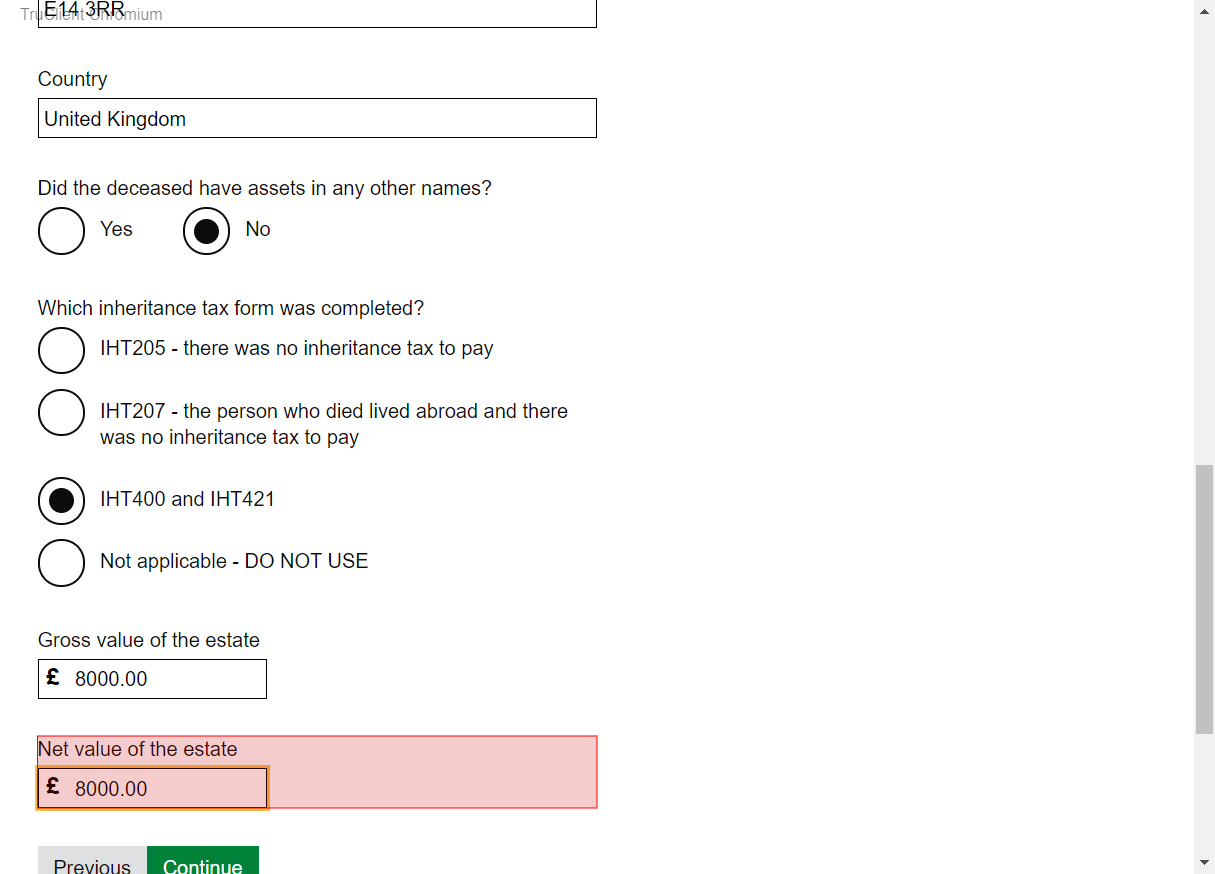 E14 3RR
TruClient Chromium
Country
United Kingdom
Did the deceased have assets in any other names?
Yes No
Which inheritance tax form was completed?
IHT205 - there was no inheritance tax to pay
IHT207 - the person who died lived abroad and there
was no inheritance tax to pay
IHT400 and IHT421
Not applicable - DO NOT USE
Gross value of the estate
£ 8000.00
Net value of the estate
£ 8000.00
Previous Continue